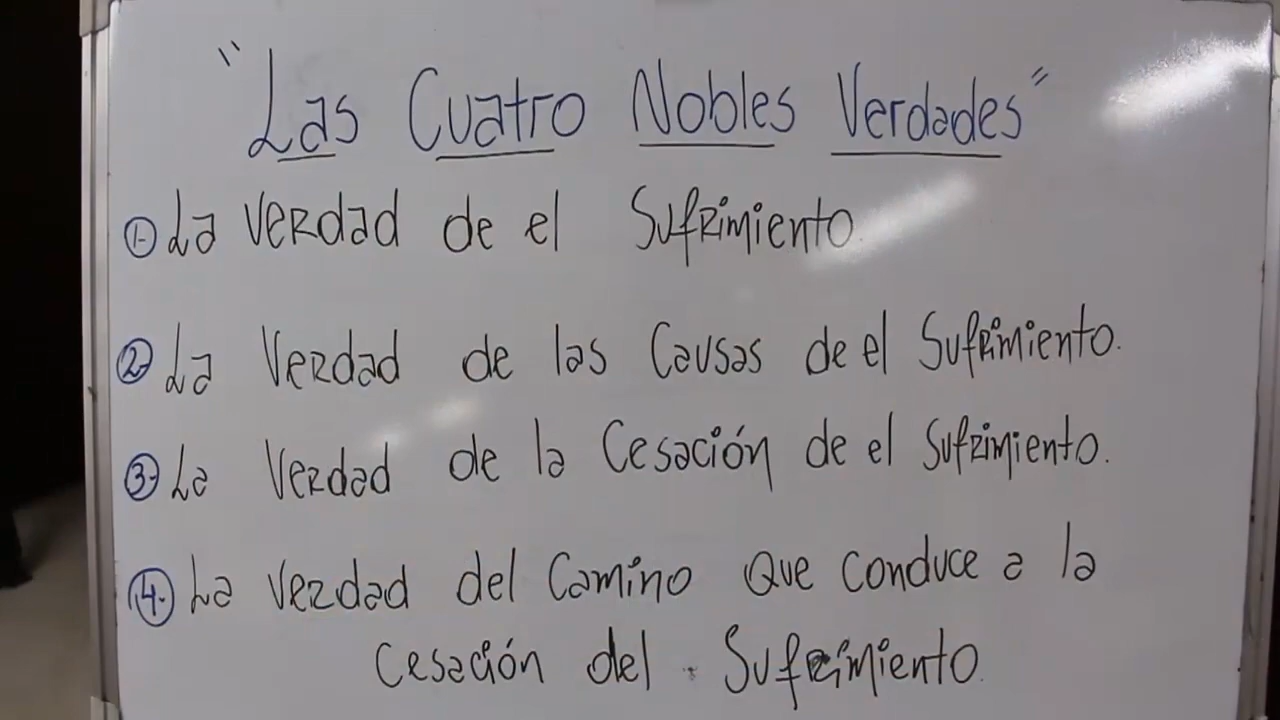 "Las Cuatro Nobles Verdades"
1- La Verdad de el Sufrimiento.
2- La Verdad de las Causas de el Sufrimiento.
3- La Verdad de la Cesación de el Sufrimiento.
4- La Verdad del Camino Que conduce a la
Cesación del Sufrimiento.